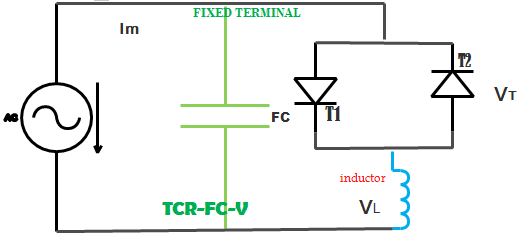 FIXED TERMINAL
Im
T2
VT
T1
AC
FC
inductor
TCR-FC-V
VL